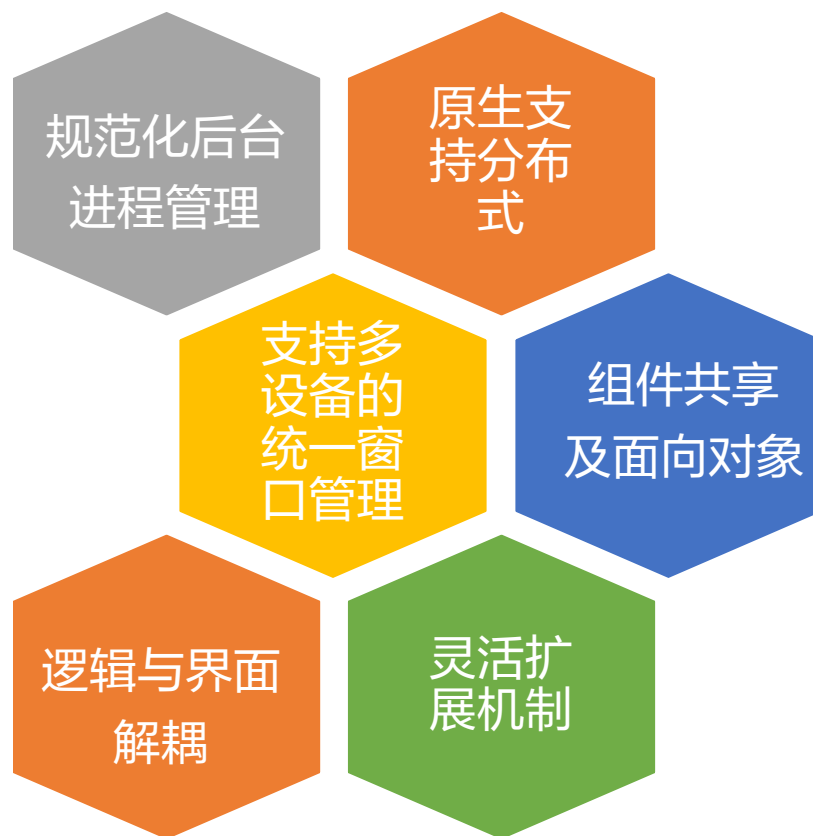 规范化后台
进程管理
原生支
持分布
式
支持多
设备的
统一窗
口管理
组件共享
及面向对象
逻辑与界面
解耦
灵活扩
展机制